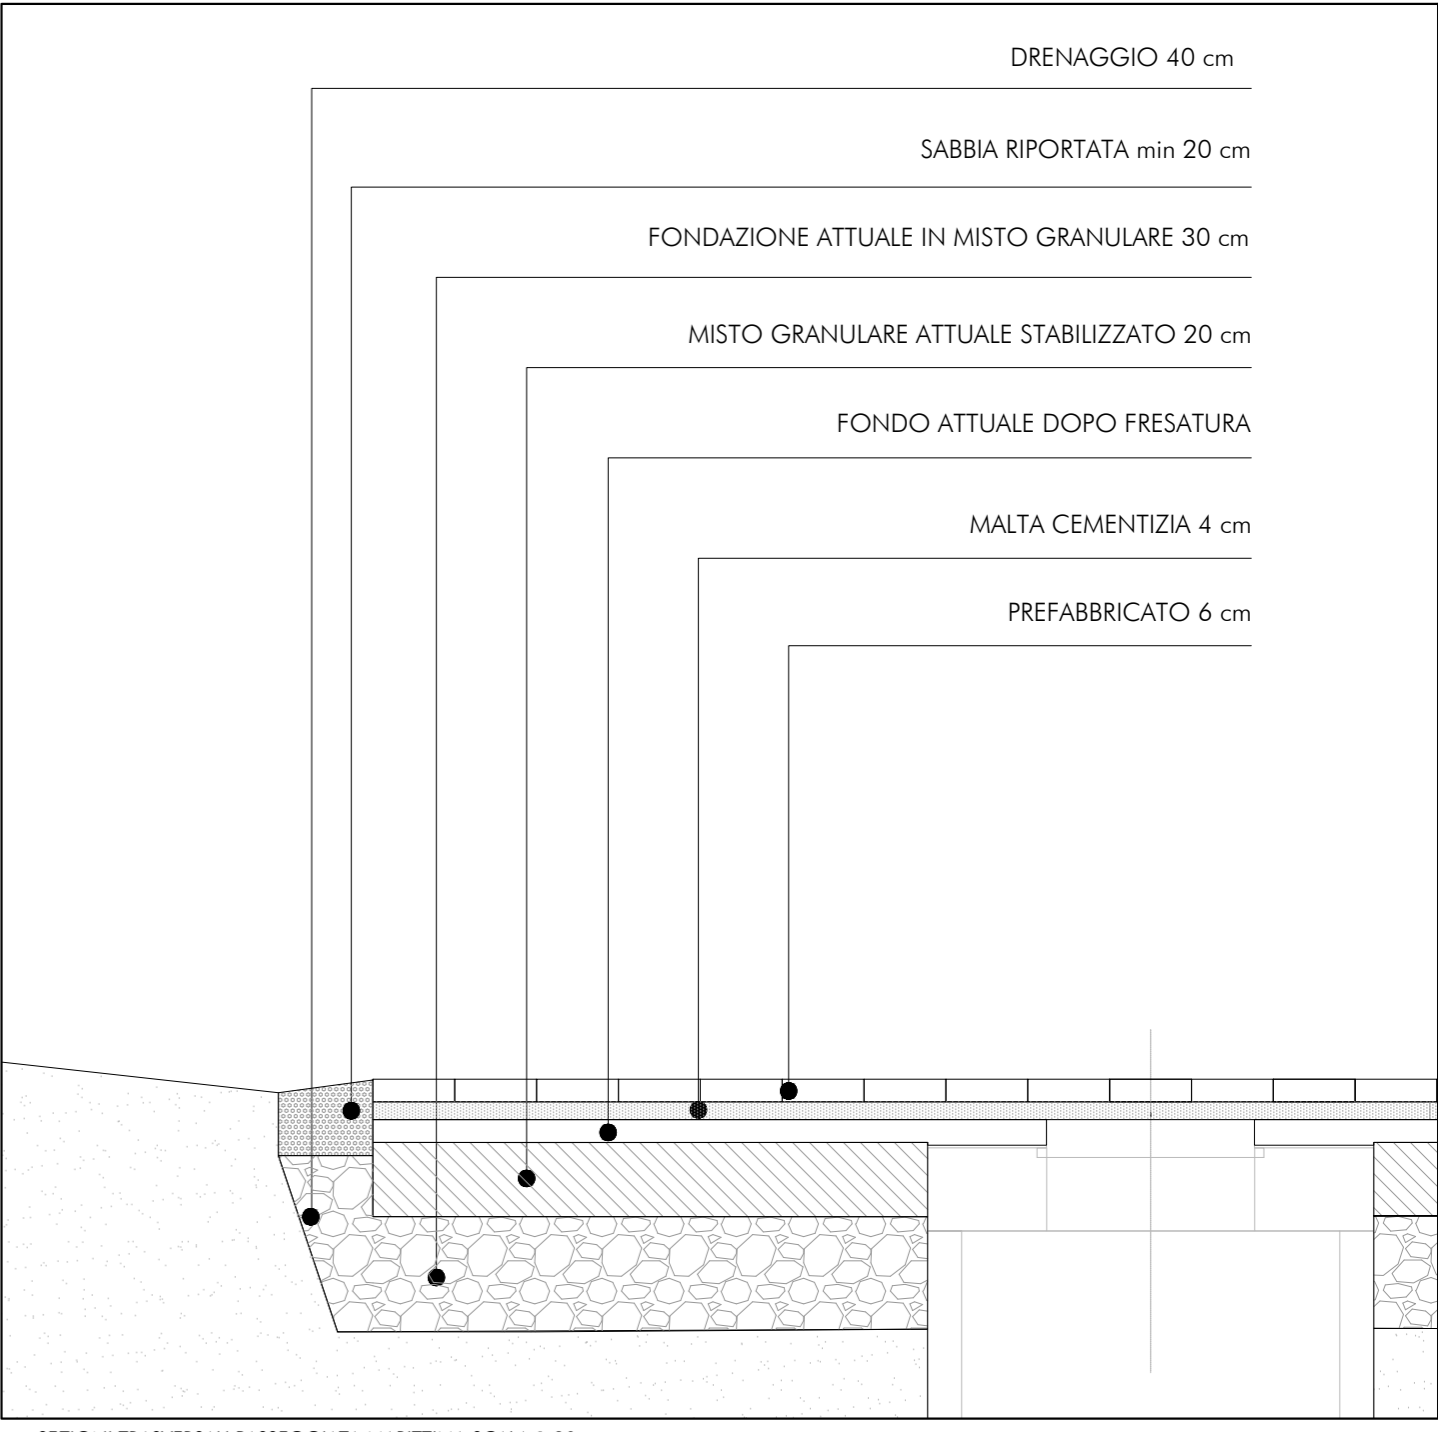 DRENAGGIO 40 cm
SABBIA RIPORTATA min 20 cm
FONDAZIONE ATTUALE IN MISTO GRANULARE 30 cm
MISTO GRANULARE ATTUALE STABILIZZATO 20 cm
FONDO ATTUALE DOPO FRESATURA
MALTA CEMENTIZIA 4 cm
PREFABBRICATO 6 cm